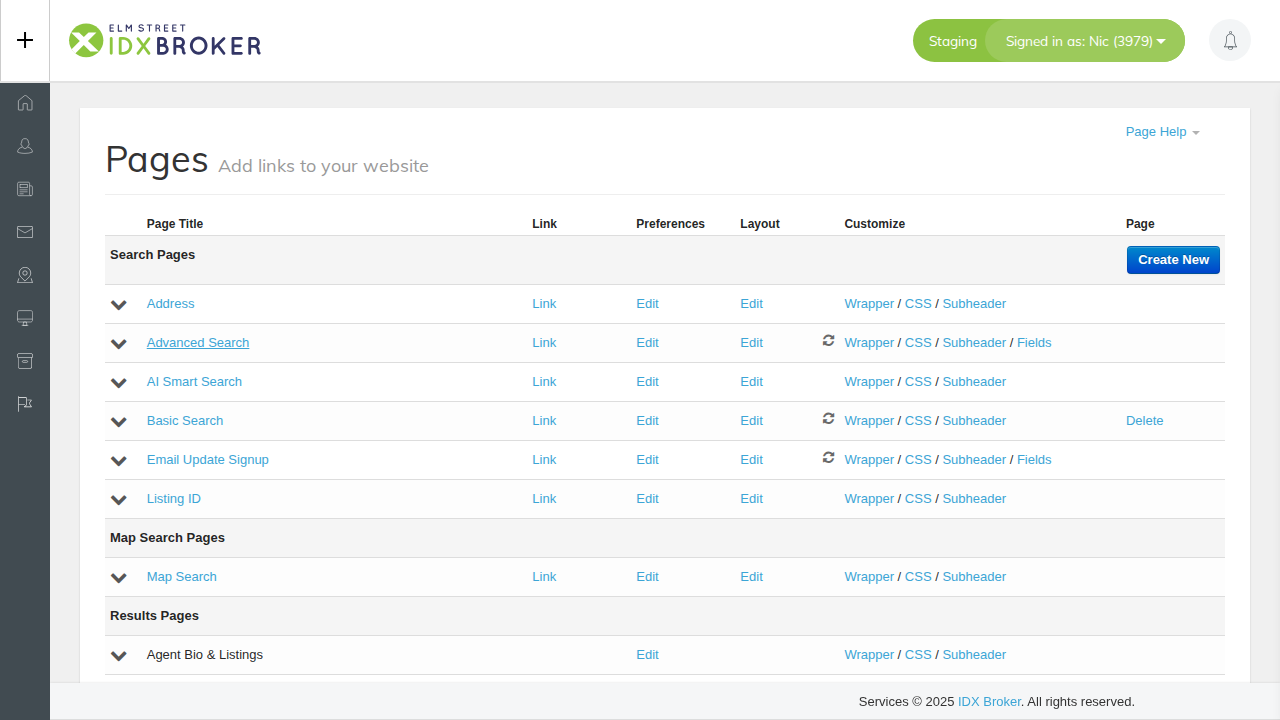 ELM STREET
IDXBROKER
Staging
Signed in as: Nic (3979)
Page Help
Pages Add links to your website
Page Title Link Preferences Layout Customize Page
Search Pages Create New
Address Link Edit Edit Wrapper / CSS / Subheader
Advanced Search Link Edit Edit Wrapper / CSS / Subheader / Fields
AI Smart Search Link Edit Edit Wrapper / CSS / Subheader
Basic Search Link Edit Edit Wrapper / CSS / Subheader Delete
Email Update Signup Link Edit Edit Wrapper / CSS / Subheader / Fields
Listing ID Link Edit Edit Wrapper / CSS / Subheader
Map Search Pages
Map Search Link Edit Edit Wrapper / CSS / Subheader
Results Pages
Agent Bio & Listings Edit Wrapper / CSS / Subheader
Services © 2025 IDX Broker. All rights reserved.